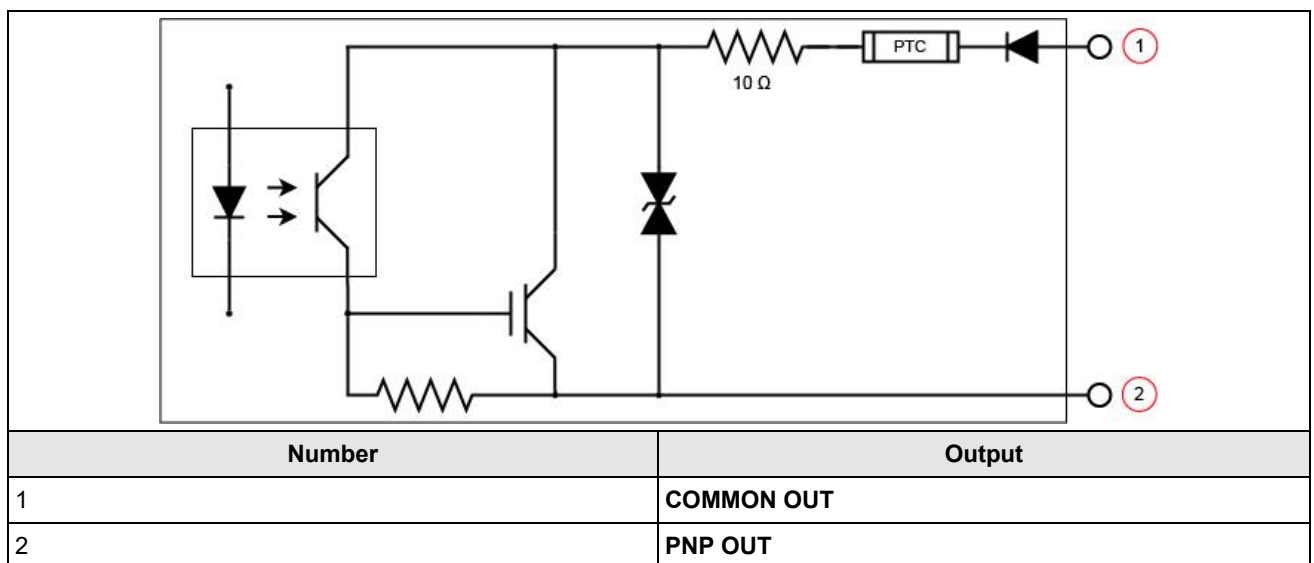 PTC
1
10 Ω
2
Number Output
1 COMMON OUT
2 PNP OUT